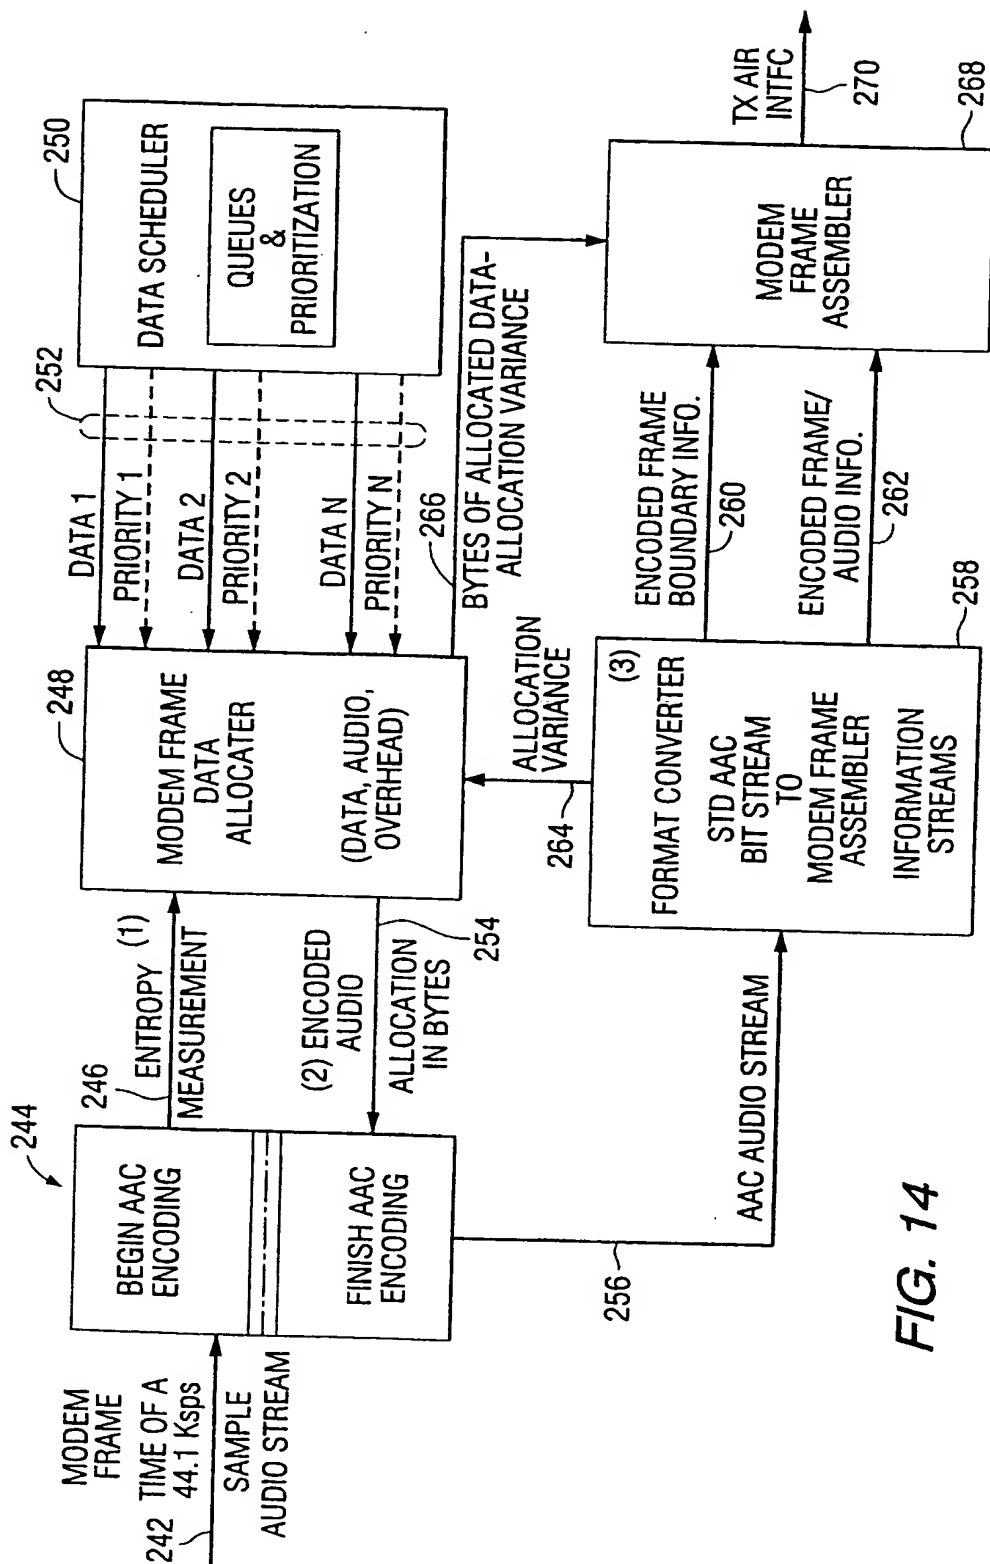 242
MODEM
FRAME
TIME OF A
44.1 Ksps
SAMPLE
AUDIO STREAM
244
BEGIN AAC
ENCODING
FINISH AAC
ENCODING
246
ENTROPY (1)
MEASUREMENT
(2) ENCODED
AUDIO
ALLOCATION
IN BYTES
254
248
MODEM FRAME
DATA
ALLOCATER
(DATA, AUDIO,
OVERHEAD)
DATA 1
PRIORITY 1
DATA 2
PRIORITY 2
DATA N
PRIORITY N
252
250
DATA SCHEDULER
QUEUES
&
PRIORITIZATION
266
BYTES OF ALLOCATED DATA-
ALLOCATION VARIANCE
264
ALLOCATION
VARIANCE
256
AAC AUDIO STREAM
(3)
FORMAT CONVERTER
STD AAC
BIT STREAM
TO
MODEM FRAME
ASSEMBLER
INFORMATION
STREAMS
258
ENCODED FRAME
BOUNDARY INFO.
260
ENCODED FRAME/
AUDIO INFO.
262
MODEM
FRAME
ASSEMBLER
268
TX AIR
INTFC
270
FIG. 14